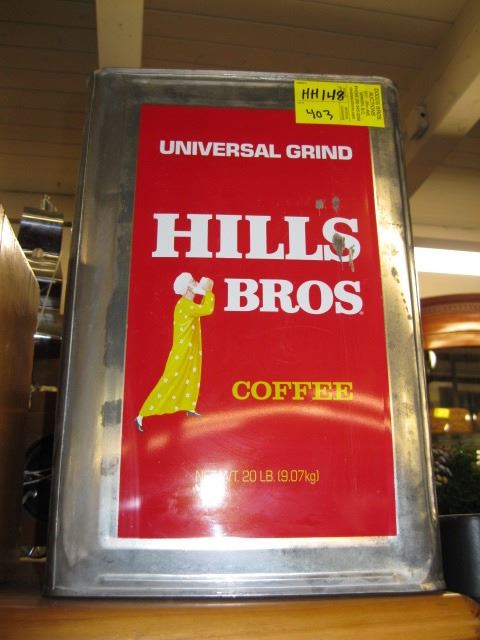 HH148
403
UNIVERSAL GRIND
HILLS
BROS
COFFEE
NET WT. 20 LB. (9.07kg)